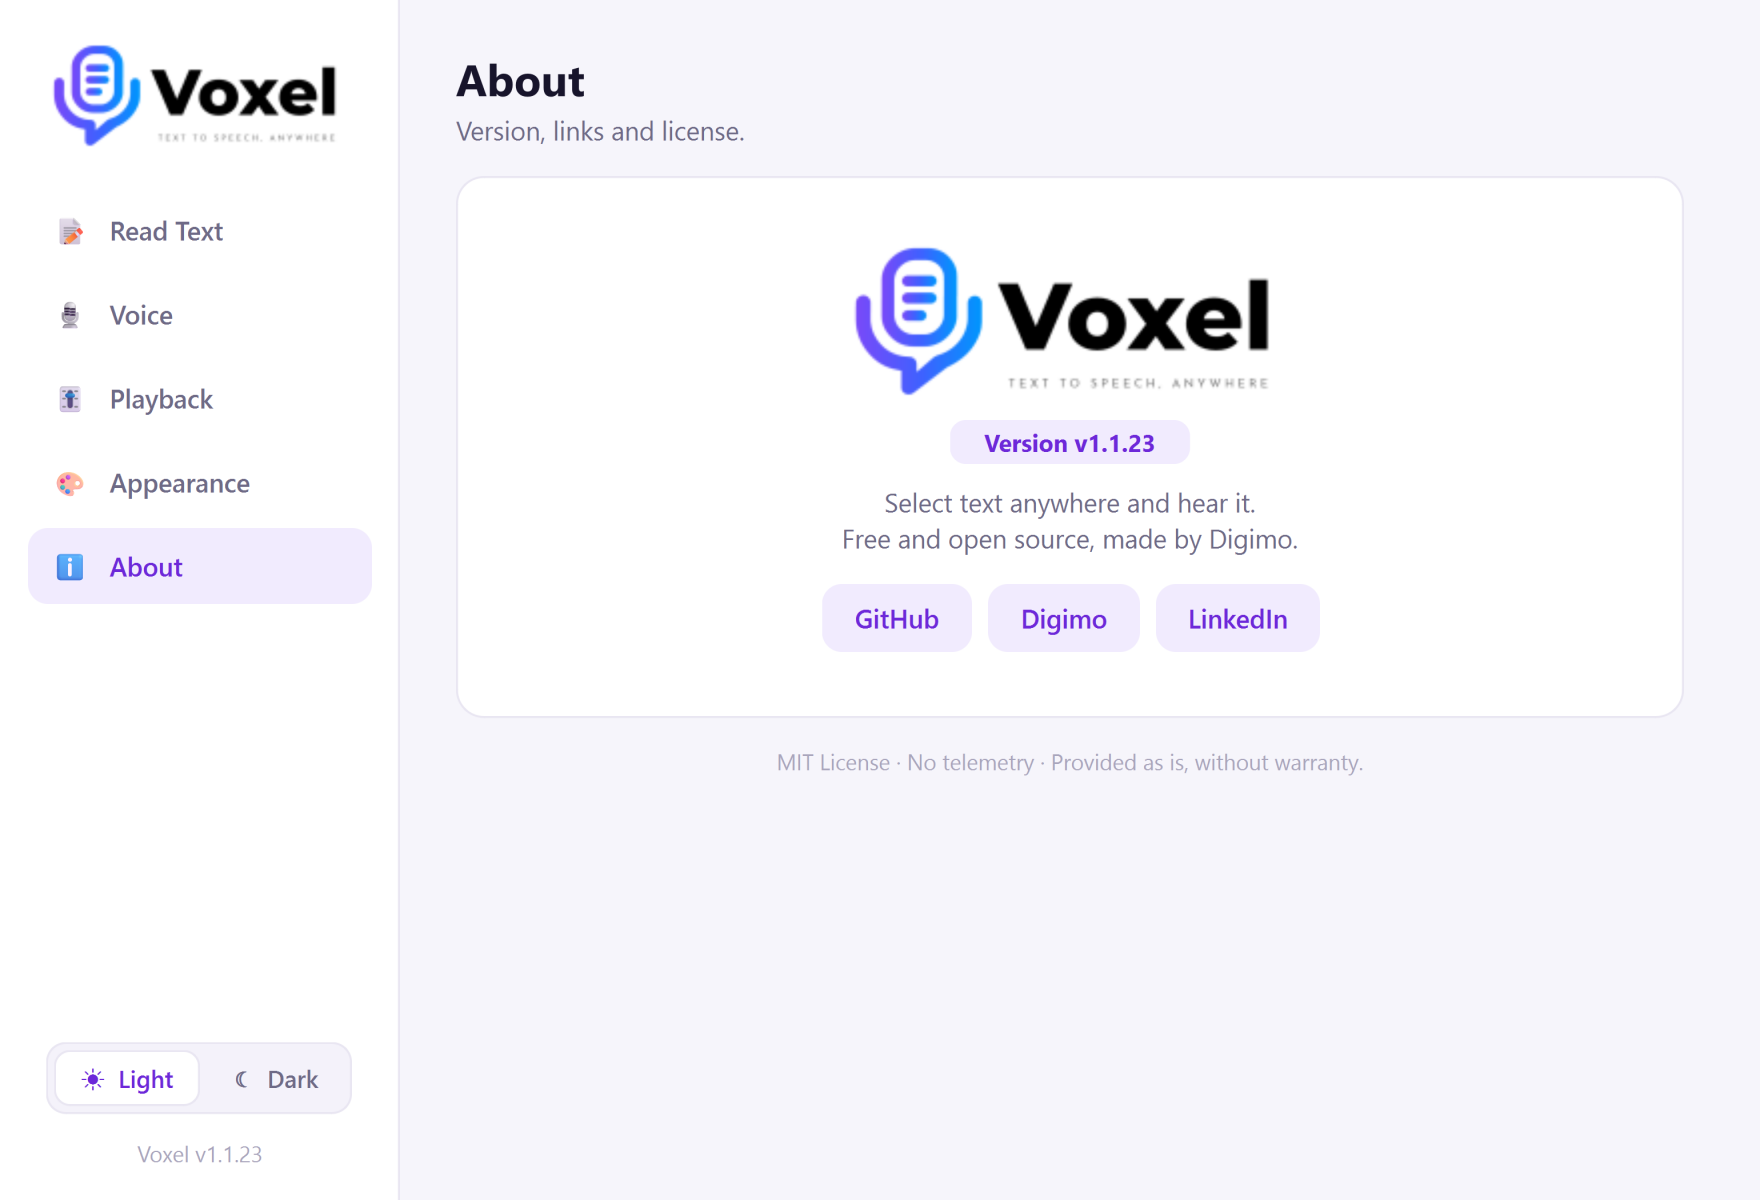 Voxel
TEXT TO SPEECH, ANYWHERE
Read Text
Voice
Playback
Appearance
About
Light
Dark
Voxel v1.1.23
About
Version, links and license.
Voxel
TEXT TO SPEECH, ANYWHERE
Version v1.1.23
Select text anywhere and hear it.
Free and open source, made by Digimo.
GitHub
Digimo
LinkedIn
MIT License · No telemetry · Provided as is, without warranty.